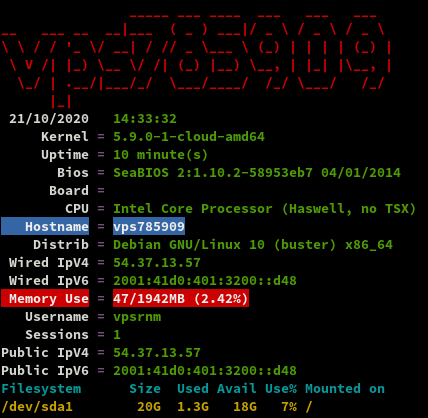 vps785909
21/10/2020 14:33:32
Kernel = 5.9.0-1-cloud-amd64
Uptime = 10 minute(s)
Bios = SeaBIOS 2:1.10.2-58953eb7 04/01/2014
Board =
CPU = Intel Core Processor (Haswell, no TSX)
Hostname = vps785909
Distrib = Debian GNU/Linux 10 (buster) x86_64
Wired IpV4 = 54.37.13.57
Wired IpV6 = 2001:41d0:401:3200::d48
Memory Use = 47/1942MB (2.42%)
Username = vpsrnm
Sessions = 1
Public IpV4 = 54.37.13.57
Public IpV6 = 2001:41d0:401:3200::d48
Filesystem Size Used Avail Use% Mounted on
/dev/sda1 20G 1.3G 18G 7% /